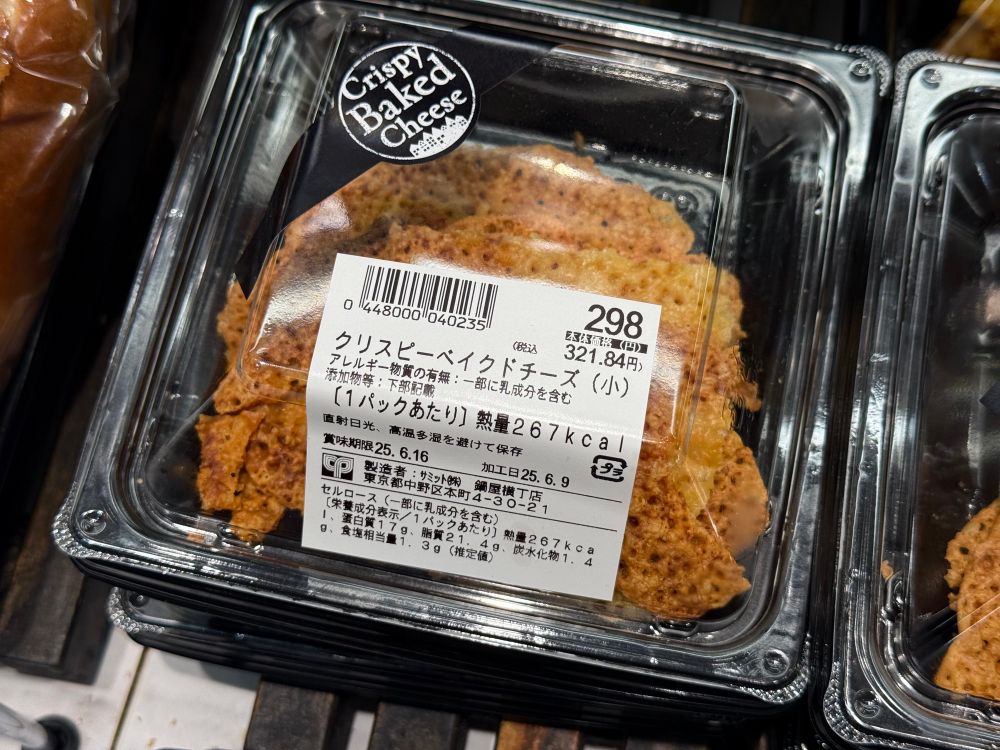 Crispy
Baked
Cheese
0 448000 040235
298
本体価格 (円)
(税込 321.84円)
クリスピーベイクドチーズ (小)
アレルギー物質の有無:一部に乳成分を含む
添加物等:下部記載
[1パックあたり] 熱量267kcal
直射日光、高温多湿を避けて保存
賞味期限25. 6.16 加工日25. 6. 9
プラ
製造者:サミット㈱ 鍋屋横丁店
東京都中野区本町4-30-21
セルロース (一部に乳成分を含む)
[栄養成分表示/1パックあたり] 熱量267kca
l、蛋白質17g、脂質21.4g、炭水化物1.4
g、食塩相当量1.3g (推定値)